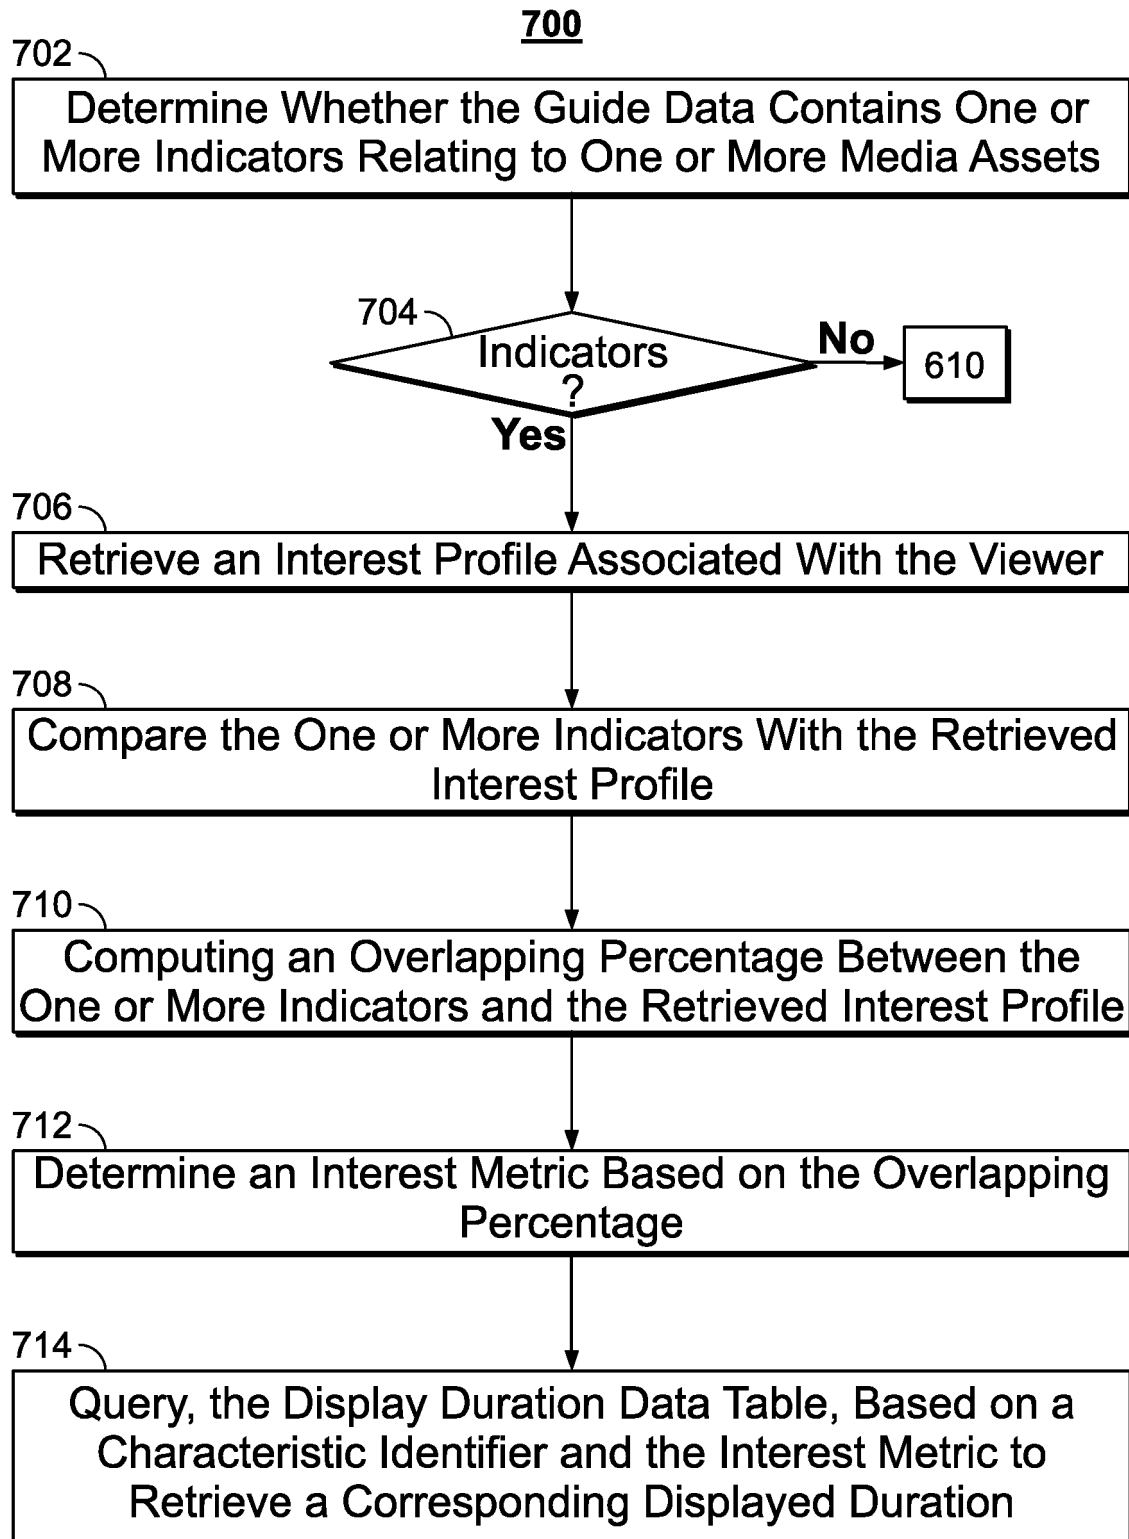 700
702
Determine Whether the Guide Data Contains One or
More Indicators Relating to One or More Media Assets
704
Indicators
?
No
610
Yes
706
Retrieve an Interest Profile Associated With the Viewer
708
Compare the One or More Indicators With the Retrieved
Interest Profile
710
Computing an Overlapping Percentage Between the
One or More Indicators and the Retrieved Interest Profile
712
Determine an Interest Metric Based on the Overlapping
Percentage
714
Query, the Display Duration Data Table, Based on a
Characteristic Identifier and the Interest Metric to
Retrieve a Corresponding Displayed Duration